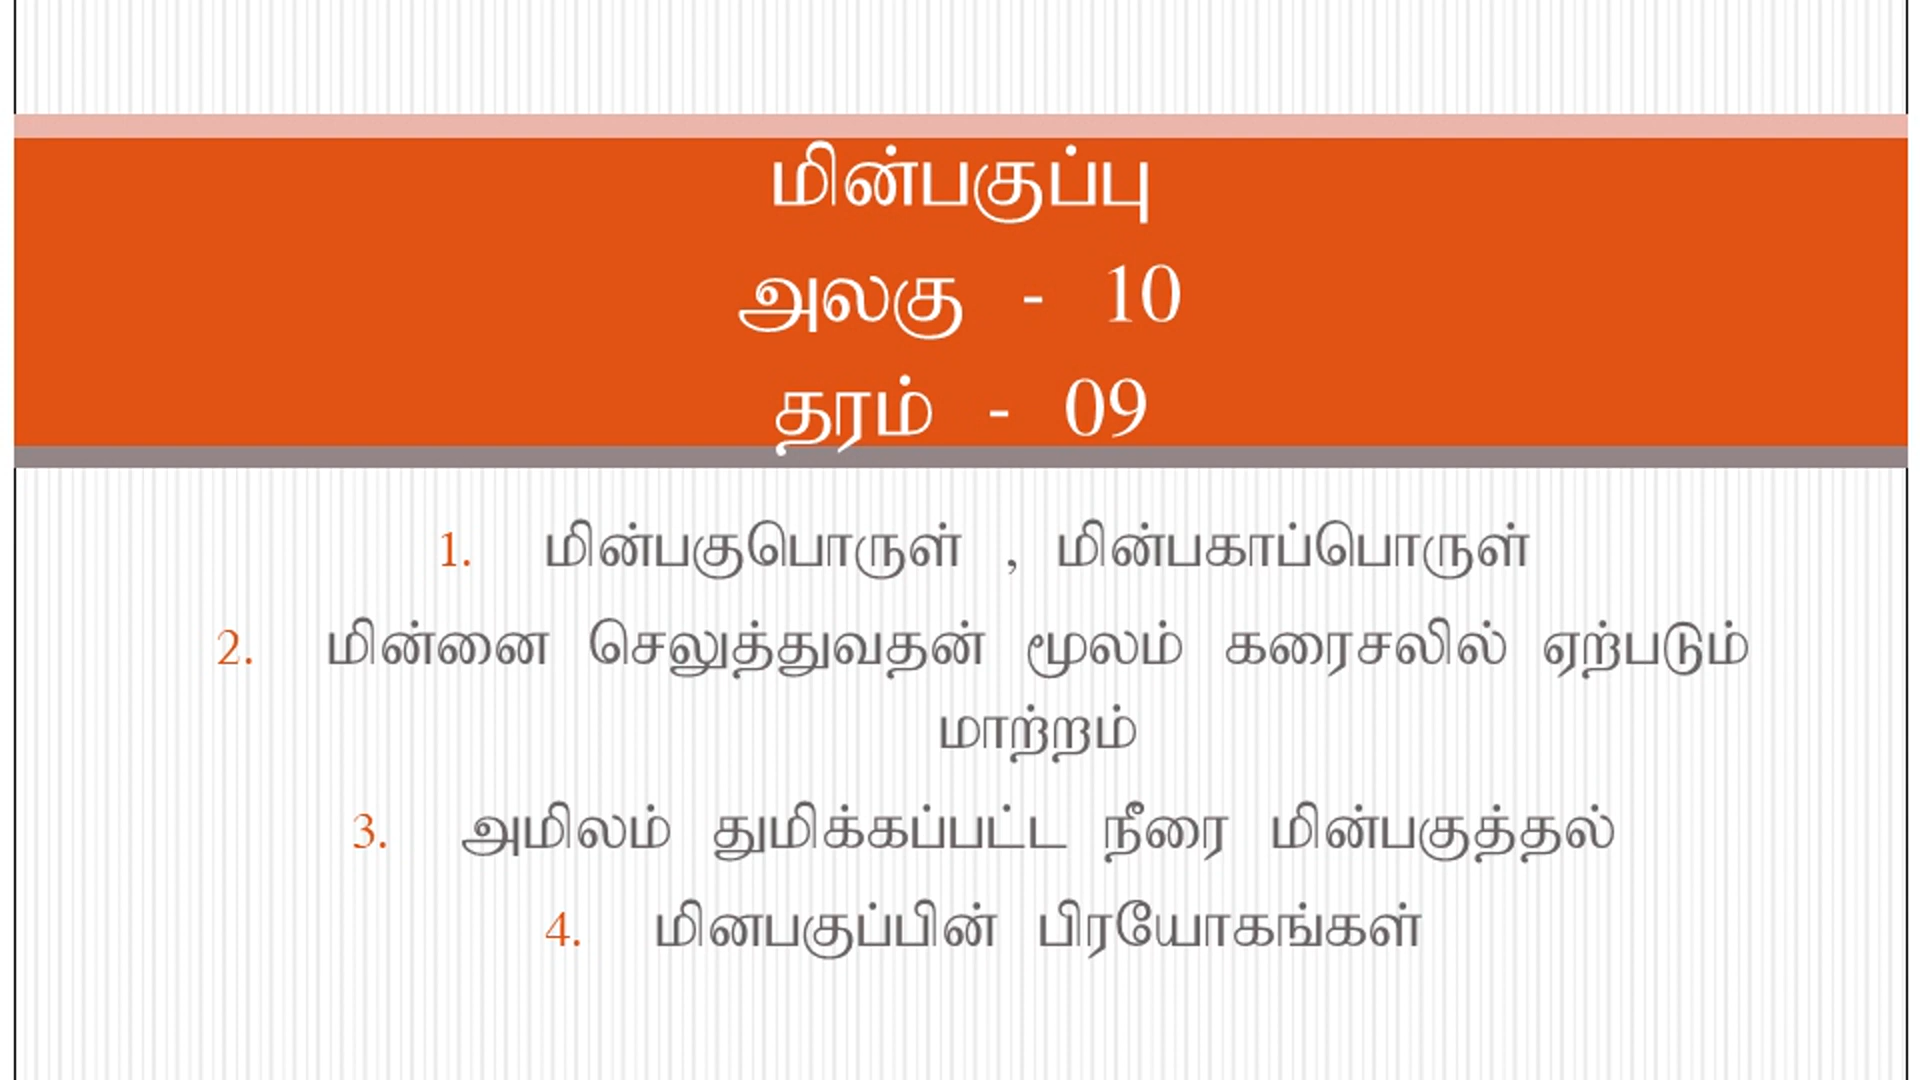 மின்பகுப்பு
அலகு - 10
தரம் - 09
1. மின்பகுபொருள் , மின்பகாப்பொருள்
2. மின்னை செலுத்துவதன் மூலம் கரைசலில் ஏற்படும்
மாற்றம்
3. அமிலம் துமிக்கப்பட்ட நீரை மின்பகுத்தல்
4. மினபகுப்பின் பிரயோகங்கள்